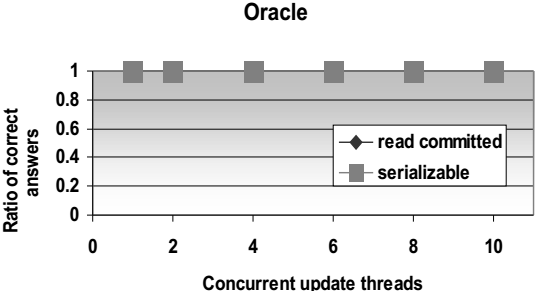 Oracle
Ratio of correct
answers
1
0.8
0.6
0.4
0.2
0
read committed
serializable
0 2 4 6 8 10
Concurrent update threads